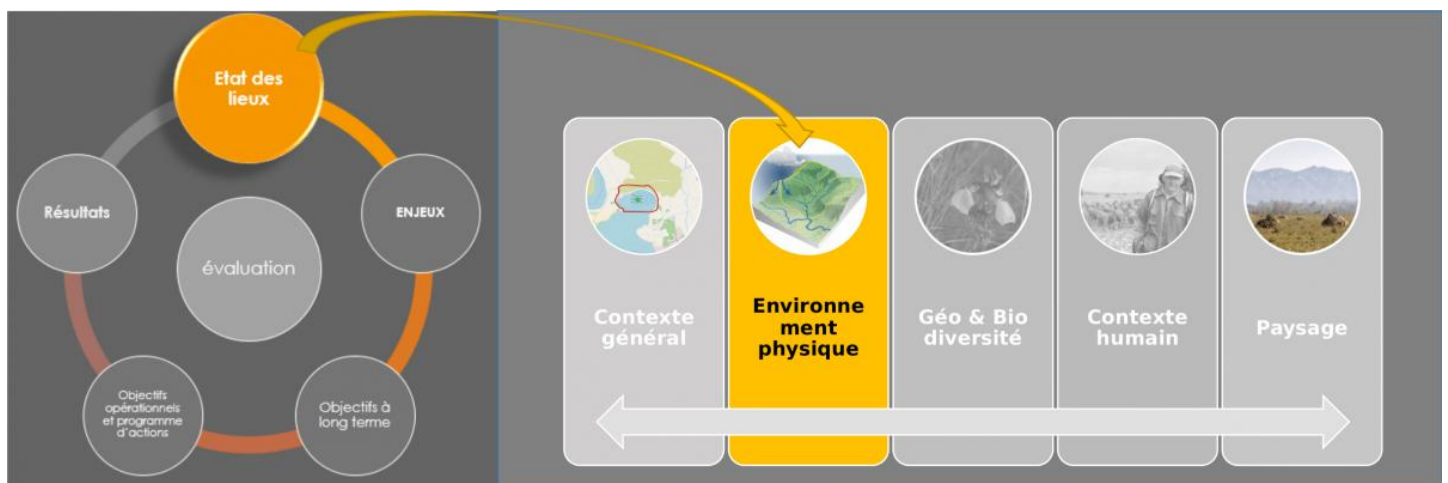 Etat des
lieux
Résultats
ENJEUX
évaluation
Objectifs
opérationnels
et programme
d'actions
Objectifs à
long terme
Contexte
général
Environne
ment
physique
Géo & Bio
diversité
Contexte
humain
Paysage